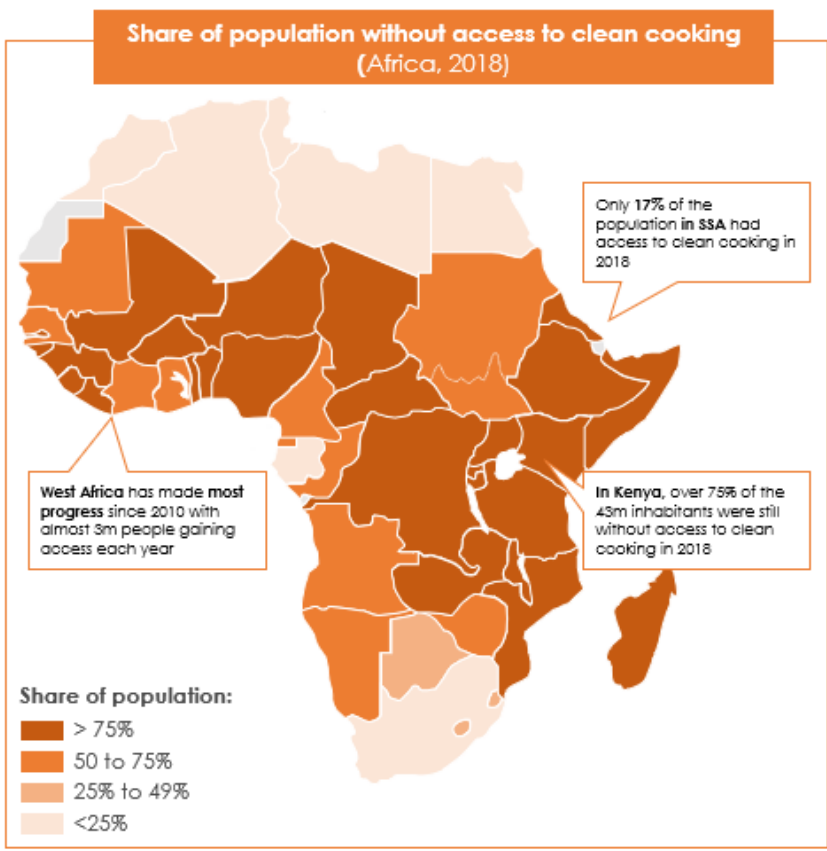 Share of population without access to clean cooking
(Africa, 2018)
Only 17% of the
population in SSA had
access to clean cooking in
2018
West Africa has made most
progress since 2010 with
almost 3m people gaining
access each year
In Kenya, over 75% of the
43m inhabitants were still
without access to clean
cooking in 2018
Share of population:
> 75%
50 to 75%
25% to 49%
<25%